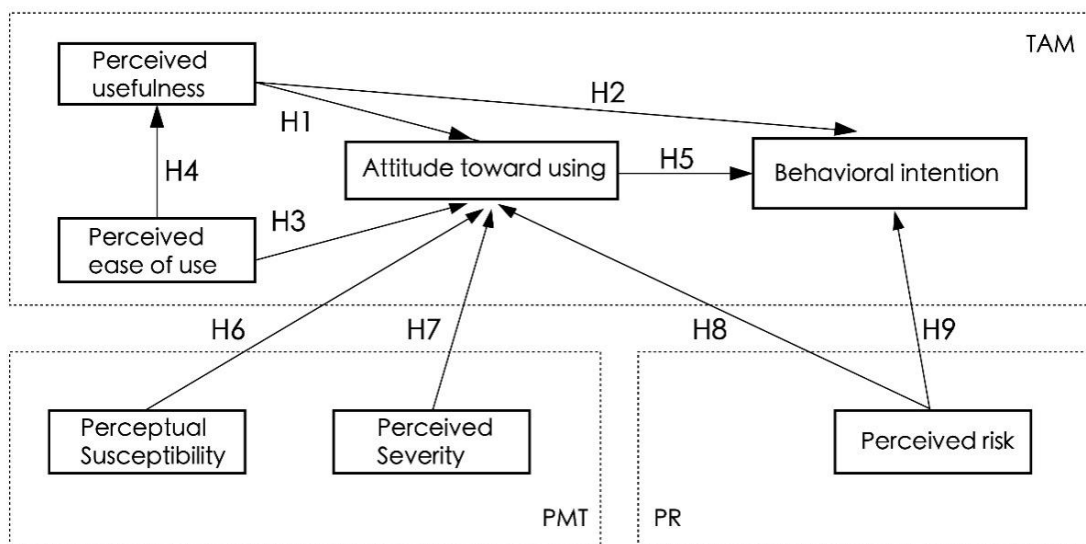 TAM
Perceived
usefulness
H2
H1
Attitude toward using
H5
Behavioral intention
H4
H3
Perceived
ease of use
H6
H7
H8
H9
Perceptual
Susceptibility
Perceived
Severity
Perceived risk
PMT
PR